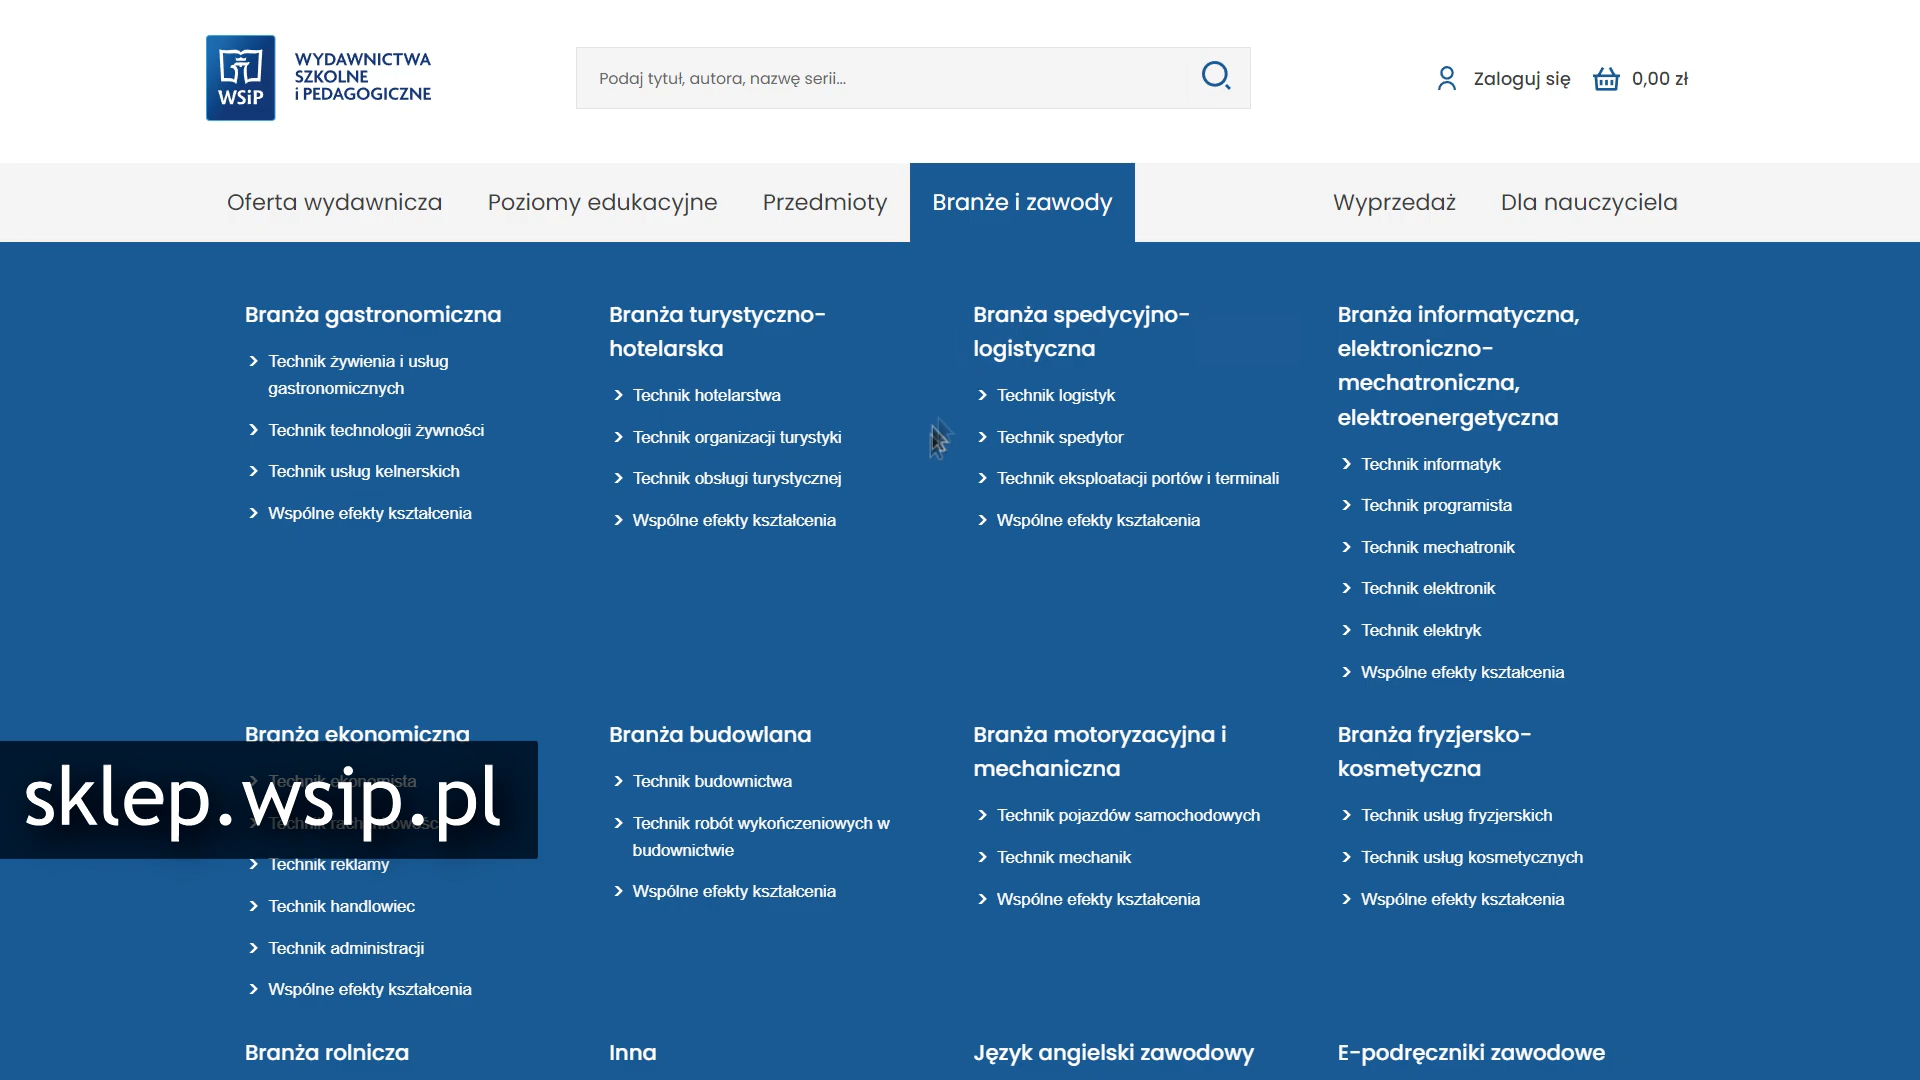 WSiP
WYDAWNICTWA
SZKOLNE
i PEDAGOGICZNE
Podaj tytuł, autora, nazwę serii...
Zaloguj się
0,00 zł
Oferta wydawnicza
Poziomy edukacyjne
Przedmioty
Branże i zawody
Wyprzedaż
Dla nauczyciela
Branża gastronomiczna
Technik żywienia i usług
gastronomicznych
Technik technologii żywności
Technik usług kelnerskich
Wspólne efekty kształcenia
Branża turystyczno-
hotelarska
Technik hotelarstwa
Technik organizacji turystyki
Technik obsługi turystycznej
Wspólne efekty kształcenia
Branża spedycyjno-
logistyczna
Technik logistyk
Technik spedytor
Technik eksploatacji portów i terminali
Wspólne efekty kształcenia
Branża informatyczna,
elektroniczno-
mechatroniczna,
elektroenergetyczna
Technik informatyk
Technik programista
Technik mechatronik
Technik elektronik
Technik elektryk
Wspólne efekty kształcenia
Branża ekonomiczna
Technik ekonomista
sklep.wsip.pl
Technik
Technik reklamy
Technik handlowiec
Technik administracji
Wspólne efekty kształcenia
Branża budowlana
Technik budownictwa
Technik robót wykończeniowych w
budownictwie
Wspólne efekty kształcenia
Branża motoryzacyjna i
mechaniczna
Technik pojazdów samochodowych
Technik mechanik
Wspólne efekty kształcenia
Branża fryzjersko-
kosmetyczna
Technik usług fryzjerskich
Technik usług kosmetycznych
Wspólne efekty kształcenia
Branża rolnicza
Inna
Język angielski zawodowy
E-podręczniki zawodowe